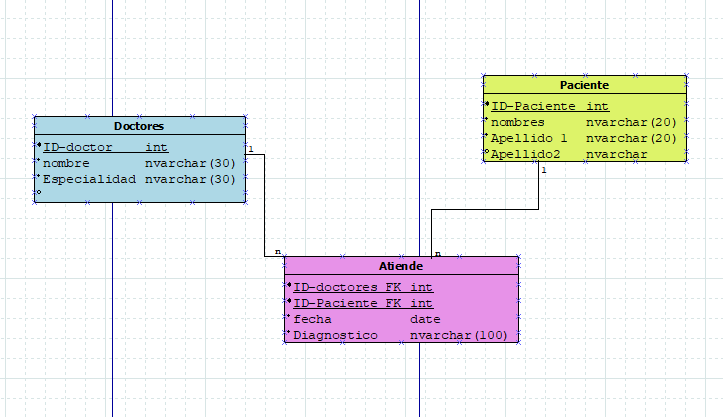 Paciente
ID-Paciente int
nombres nvarchar(20)
Apellido 1 nvarchar(20)
Apellido2 nvarchar
1
Doctores
ID-doctor int
nombre nvarchar(30)
Especialidad nvarchar(30)
1
n
n
Atiende
ID-doctores FK int
ID-Paciente FK int
fecha date
Diagnostico nvarchar(100)